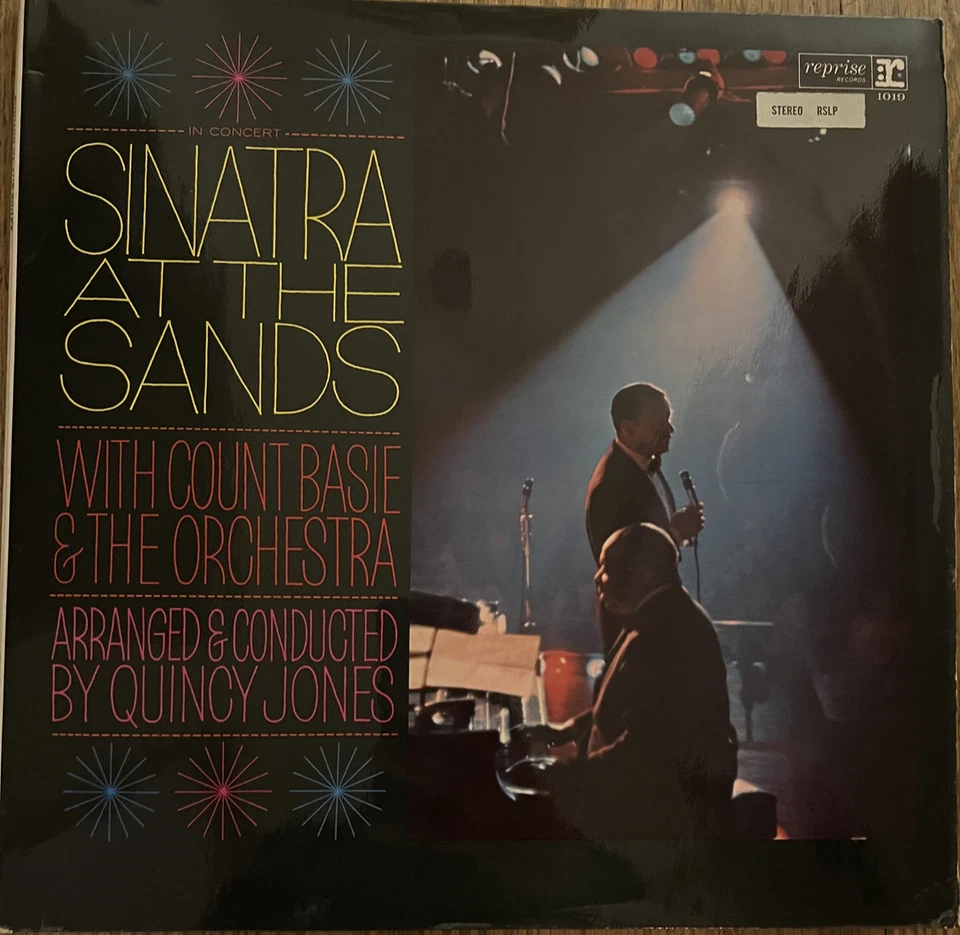 IN CONCERT
SINATRA
AT THE
SANDS
WITH COUNT BASIE
& THE ORCHESTRA
ARRANGED & CONDUCTED
BY QUINCY JONES
reprise
RECORDS
r:
1019
STEREO RSLP